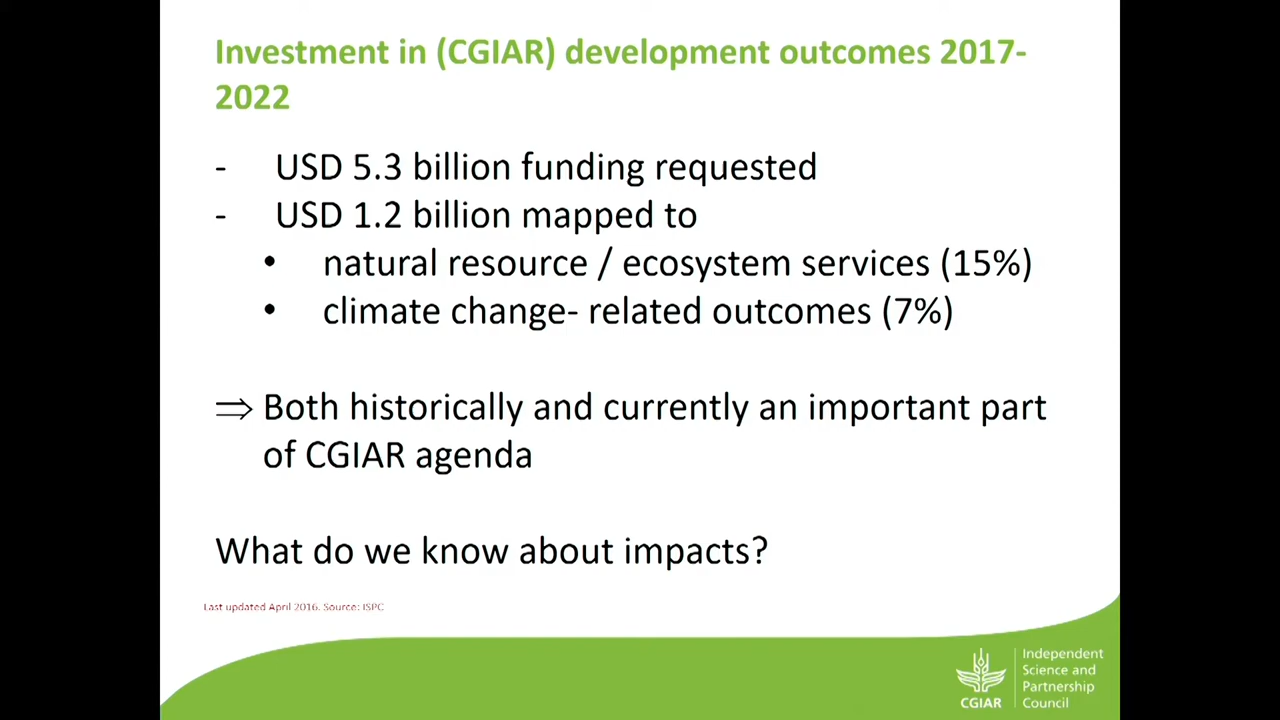 Investment in (CGIAR) development outcomes 2017-
2022
- USD 5.3 billion funding requested
- USD 1.2 billion mapped to
• natural resource / ecosystem services (15%)
• climate change- related outcomes (7%)
⇒ Both historically and currently an important part
of CGIAR agenda
What do we know about impacts?
Last updated April 2016. Source: ISPC
CGIAR
Independent
Science and
Partnership
Council